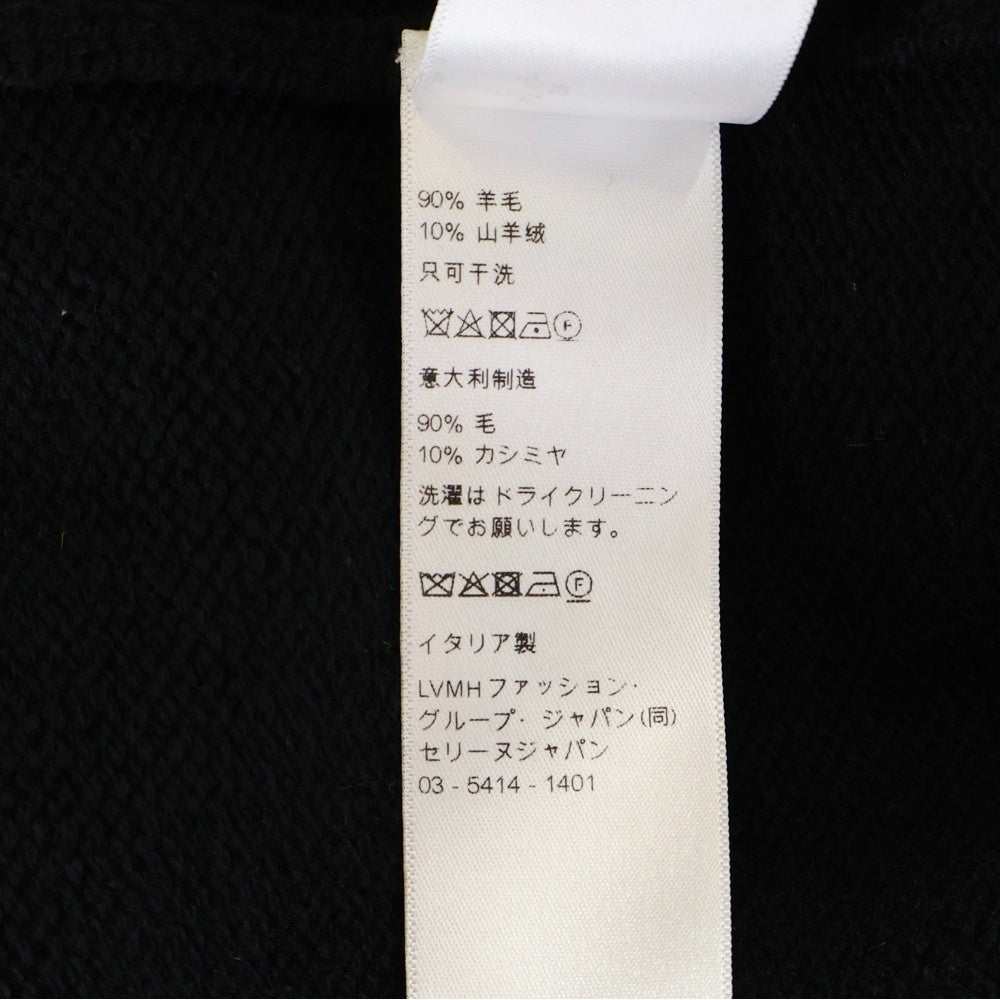 90% 羊毛
10% 山羊绒
只可干洗
F
意大利制造
90% 毛
10% カシミヤ
洗濯はドライクリーニン
グでお願いします。
F
イタリア製
LVMHファッション・
グループ・ジャパン(同)
セリーヌジャパン
03 - 5414 - 1401